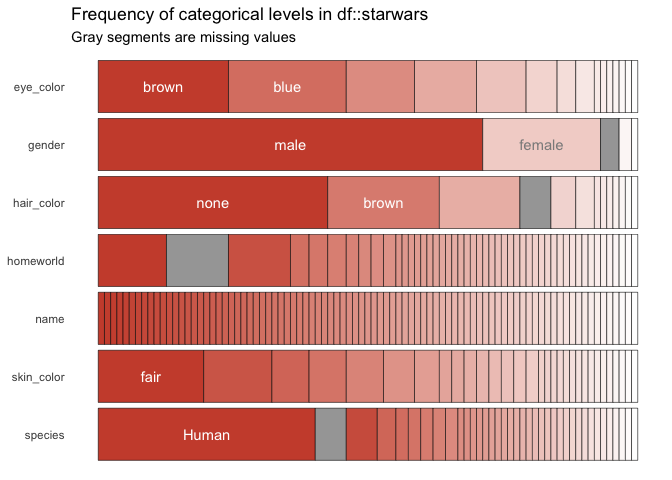 Frequency of categorical levels in df::starwars
Gray segments are missing values
eye_color
brown
blue
gender
male
female
hair_color
none
brown
homeworld
name
skin_color
fair
species
Human